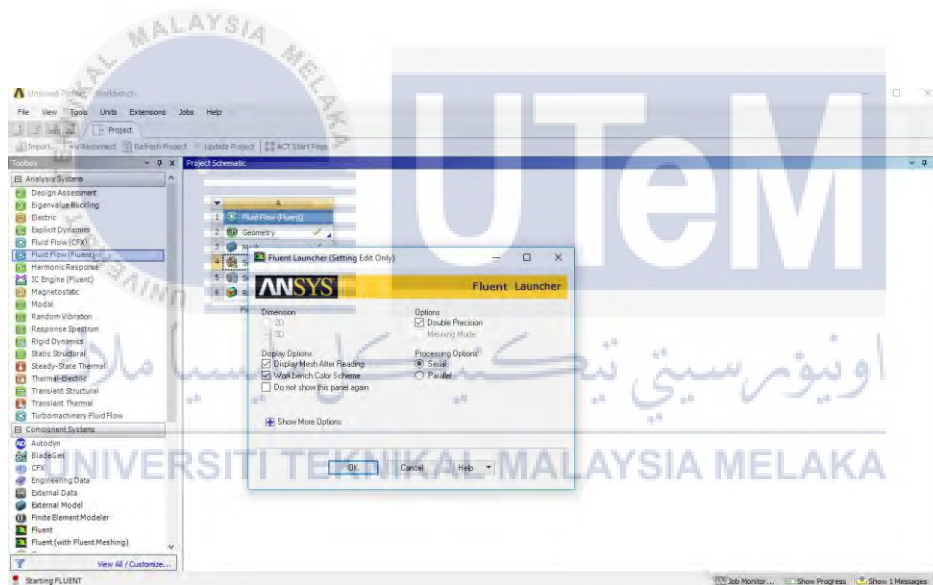 UTeM
Unsaved Project - Workbench
File View Tools Units Extensions Jobs Help
Project
Import... Reconnect Refresh Project Update Project ACT Start Page
Toolbox
Project Schematic
Analysis Systems
Design Assessment
Eigenvalue Buckling
Electric
Explicit Dynamics
Fluid Flow (CFX)
Fluid Flow (Fluent)
Harmonic Response
IC Engine (Fluent)
Magnetostatic
Modal
Random Vibration
Response Spectrum
Rigid Dynamics
Static Structural
Steady-State Thermal
Thermal-Electric
Transient Structural
Transient Thermal
Turbomachinery Fluid Flow
Component Systems
Autodyn
BladeGen
CFX
Engineering Data
External Data
External Model
Finite Element Modeler
Fluent
Fluent (with Fluent Meshing)
View All / Customize...
A
1 Fluid Flow (Fluent)
2 Geometry
3 Mesh
4
5
6
Fluent Launcher (Setting Edit Only)
ANSYS Fluent Launcher
Dimension
2D
3D
Options
Double Precision
Meshing Mode
Display Options
Display Mesh After Reading
Workbench Color Scheme
Do not show this panel again
Processing Options
Serial
Parallel
Show More Options
OK Cancel Help
اونيۏرسيتي تيكنيكل مليسيا ملاك
UNIVERSITI TEKNIKAL MALAYSIA MELAKA
Starting FLUENT
Job Monitor... Show Progress Show 1 Messages